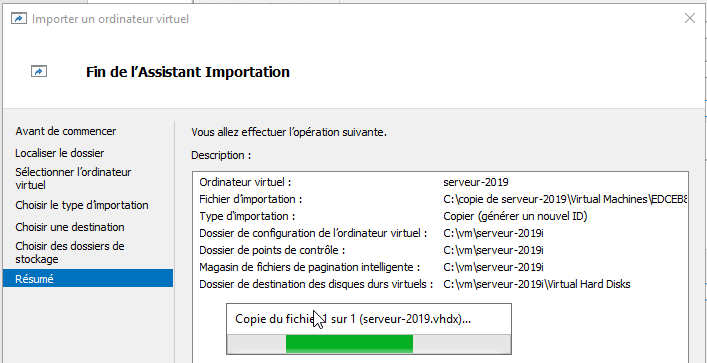 Importer un ordinateur virtuel
Fin de l'Assistant Importation
Avant de commencer
Localiser le dossier
Sélectionner l'ordinateur
virtuel
Choisir le type d'importation
Choisir une destination
Choisir des dossiers de
stockage
Résumé
Vous allez effectuer l'opération suivante.
Description :
Ordinateur virtuel : serveur-2019
Fichier d'importation : C:\copie de serveur-2019\Virtual Machines\EDCEB8
Type d'importation : Copier (générer un nouvel ID)
Dossier de configuration de l'ordinateur virtuel : C:\vm\serveur-2019i
Dossier de points de contrôle : C:\vm\serveur-2019i
Magasin de fichiers de pagination intelligente : C:\vm\serveur-2019i
Dossier de destination des disques durs virtuels : C:\vm\serveur-2019i\Virtual Hard Disks
Copie du fichier 1 sur 1 (serveur-2019.vhdx)...